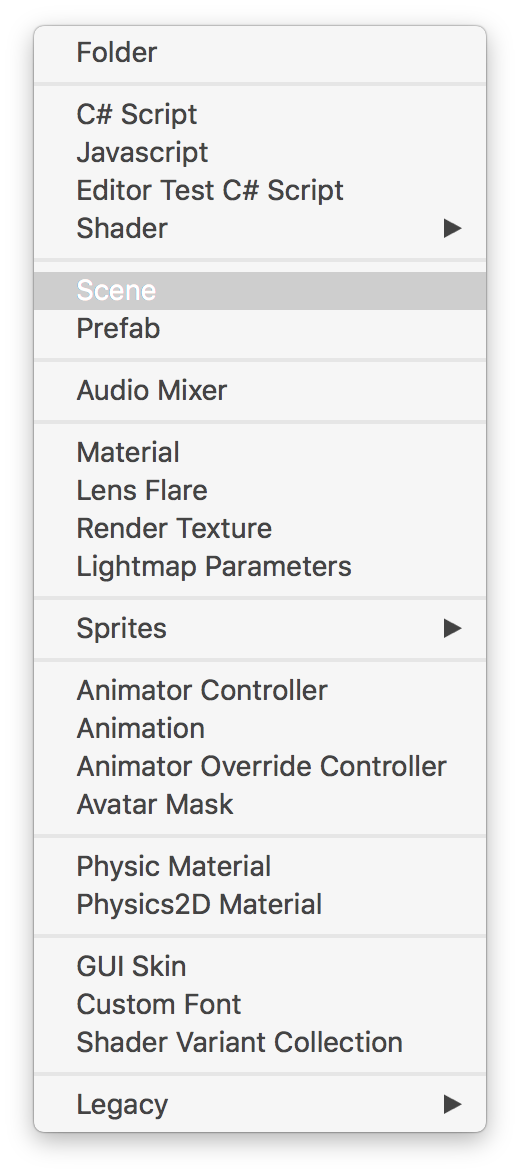 Folder
C# Script
Javascript
Editor Test C# Script
Shader
Scene
Prefab
Audio Mixer
Material
Lens Flare
Render Texture
Lightmap Parameters
Sprites
Animator Controller
Animation
Animator Override Controller
Avatar Mask
Physic Material
Physics2D Material
GUI Skin
Custom Font
Shader Variant Collection
Legacy